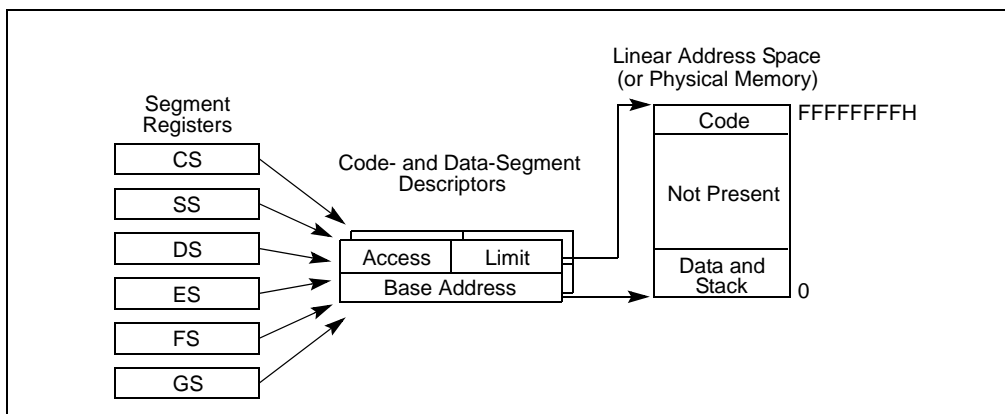 Segment
Registers
CS
SS
DS
ES
FS
GS
Code- and Data-Segment
Descriptors
Access
Limit
Base Address
Linear Address Space
(or Physical Memory)
Code
FFFFFFFFH
Not Present
Data and
Stack
0